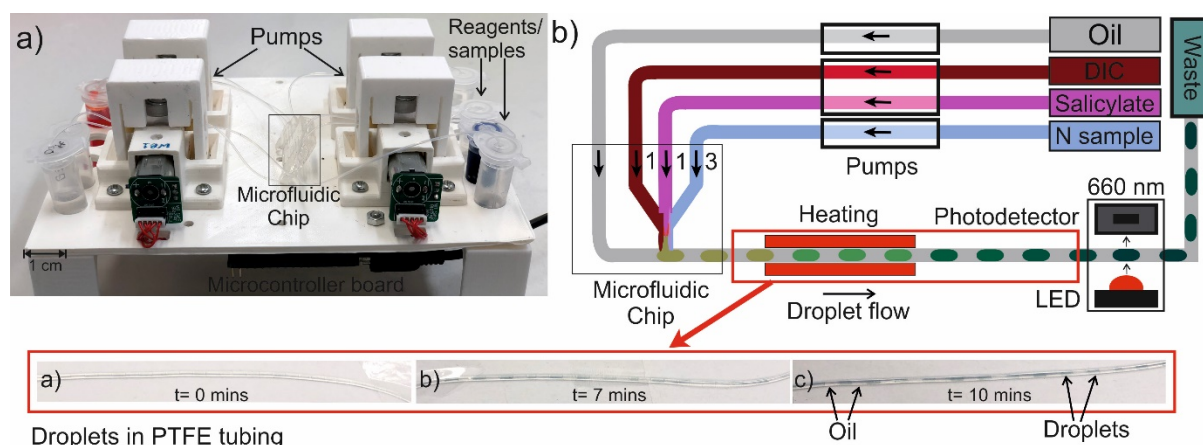 a)
Pumps
Reagents/
samples
Microfluidic
Chip
1 cm
Microcontroller board
b)
Oil
DIC
Salicylate
N sample
Waste
Pumps
1 1 3
660 nm
Heating
Photodetector
Microfluidic
Chip
Droplet flow
LED
a)
t= 0 mins
b)
t= 7 mins
c)
t= 10 mins
Oil
Droplets
Droplets in PTFE tubing